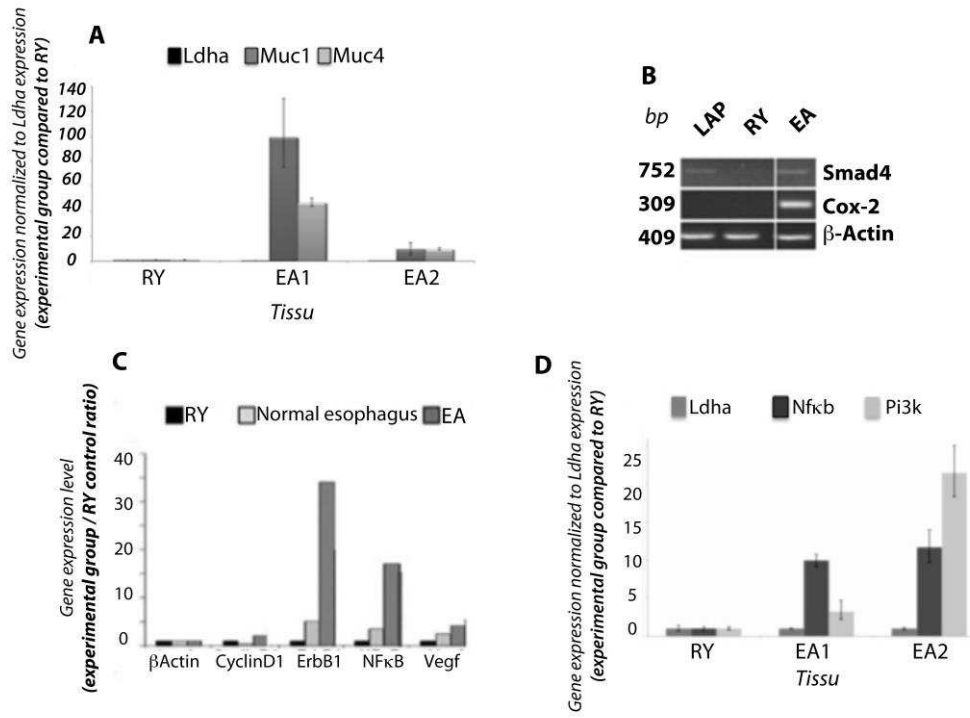 A
Ldha Muc1 Muc4
Gene expression normalized to Ldha expression
(experimental group compared to RY)
140
120
100
80
60
40
20
0
RY EA1 EA2
Tissu
B
bp LAP RY EA
752 Smad4
309 Cox-2
409 β-Actin
C
RY Normal esophagus EA
Gene expression level
(experimental group / RY control ratio)
40
30
20
10
0
βActin CyclinD1 ErbB1 NFκB Vegf
D
Ldha Nfκb Pi3k
Gene expression normalized to Ldha expression
(experimental group compared to RY)
25
20
15
10
5
0
RY EA1 EA2
Tissu